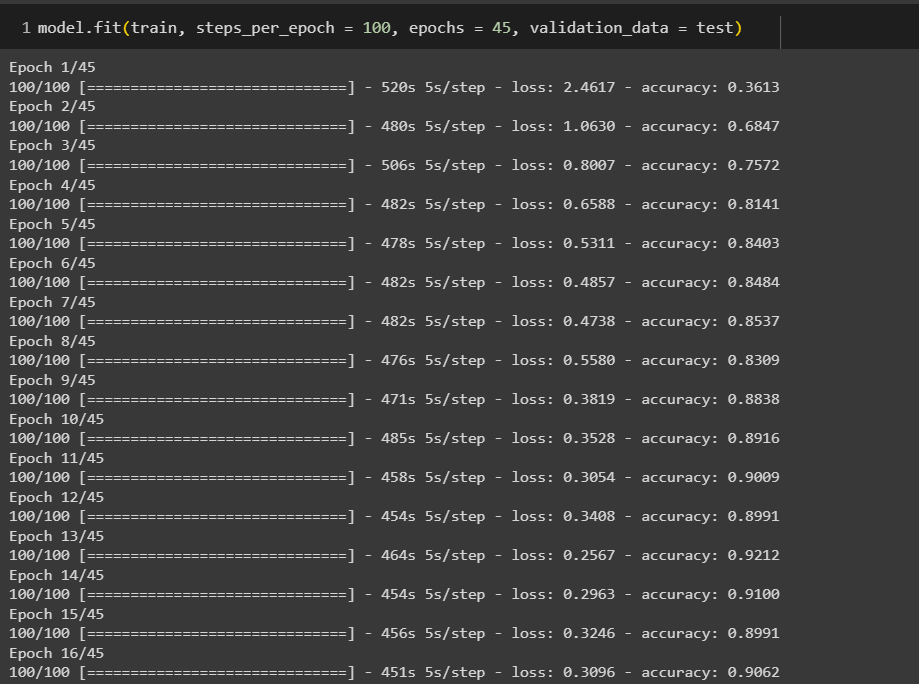 1 model.fit(train, steps_per_epoch = 100, epochs = 45, validation_data = test)
Epoch 1/45
100/100 [==============================] - 520s 5s/step - loss: 2.4617 - accuracy: 0.3613
Epoch 2/45
100/100 [==============================] - 480s 5s/step - loss: 1.0630 - accuracy: 0.6847
Epoch 3/45
100/100 [==============================] - 506s 5s/step - loss: 0.8007 - accuracy: 0.7572
Epoch 4/45
100/100 [==============================] - 482s 5s/step - loss: 0.6588 - accuracy: 0.8141
Epoch 5/45
100/100 [==============================] - 478s 5s/step - loss: 0.5311 - accuracy: 0.8403
Epoch 6/45
100/100 [==============================] - 482s 5s/step - loss: 0.4857 - accuracy: 0.8484
Epoch 7/45
100/100 [==============================] - 482s 5s/step - loss: 0.4738 - accuracy: 0.8537
Epoch 8/45
100/100 [==============================] - 476s 5s/step - loss: 0.5580 - accuracy: 0.8309
Epoch 9/45
100/100 [==============================] - 471s 5s/step - loss: 0.3819 - accuracy: 0.8838
Epoch 10/45
100/100 [==============================] - 485s 5s/step - loss: 0.3528 - accuracy: 0.8916
Epoch 11/45
100/100 [==============================] - 458s 5s/step - loss: 0.3054 - accuracy: 0.9009
Epoch 12/45
100/100 [==============================] - 454s 5s/step - loss: 0.3408 - accuracy: 0.8991
Epoch 13/45
100/100 [==============================] - 464s 5s/step - loss: 0.2567 - accuracy: 0.9212
Epoch 14/45
100/100 [==============================] - 454s 5s/step - loss: 0.2963 - accuracy: 0.9100
Epoch 15/45
100/100 [==============================] - 456s 5s/step - loss: 0.3246 - accuracy: 0.8991
Epoch 16/45
100/100 [==============================] - 451s 5s/step - loss: 0.3096 - accuracy: 0.9062